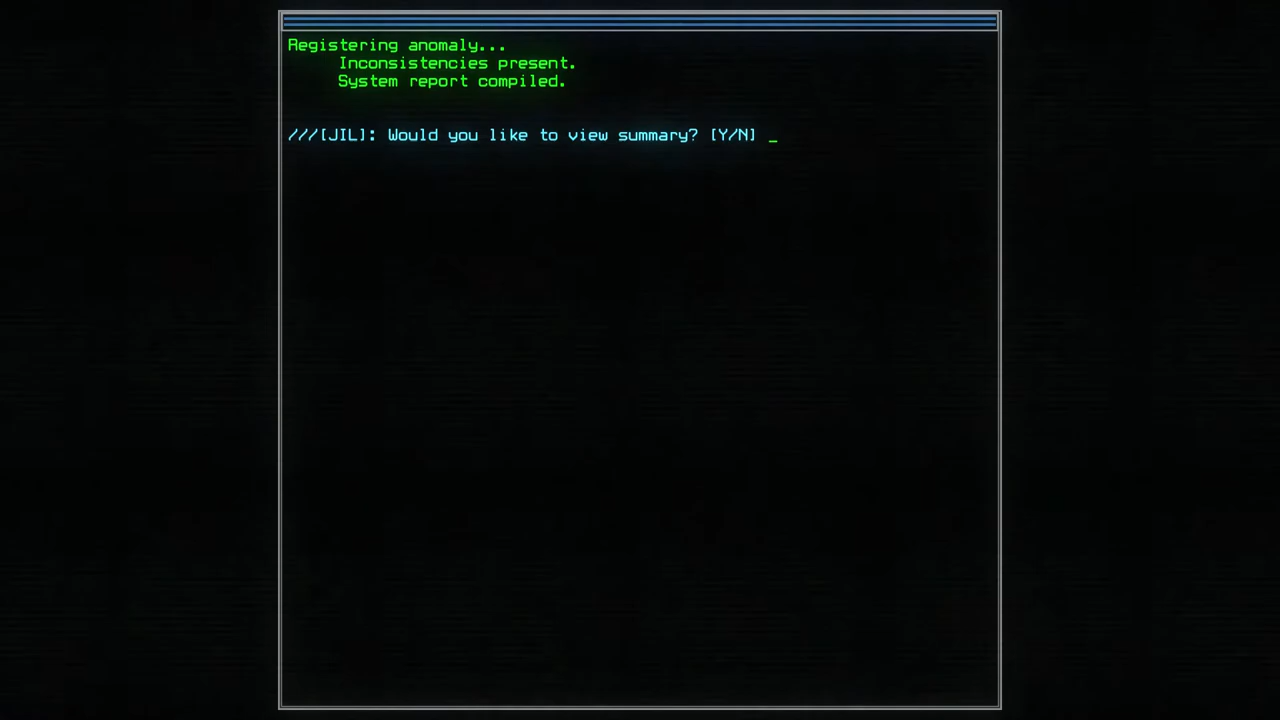 Registering anomaly...
Inconsistencies present.
System report compiled.
///[JIL]: Would you like to view summary? [Y/N] _